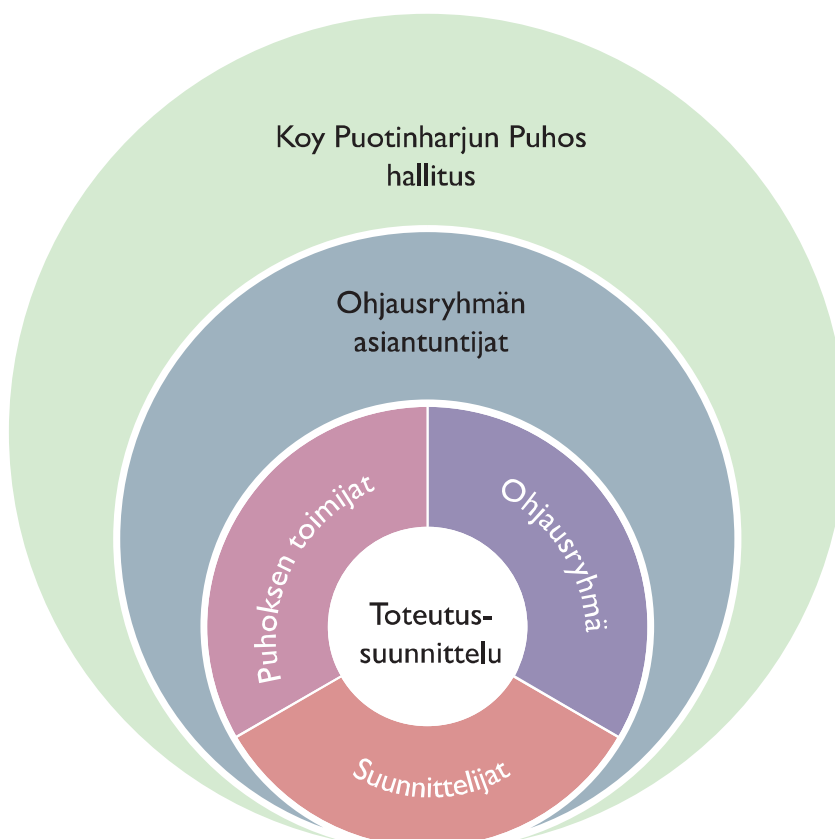 Koy Puotinharjun Puhos
hallitus
Ohjausryhmän
asiantuntijat
Puhoksen toimijat
Ohjausryhmä
Toteutus-
suunnittelu
Suunnittelijat